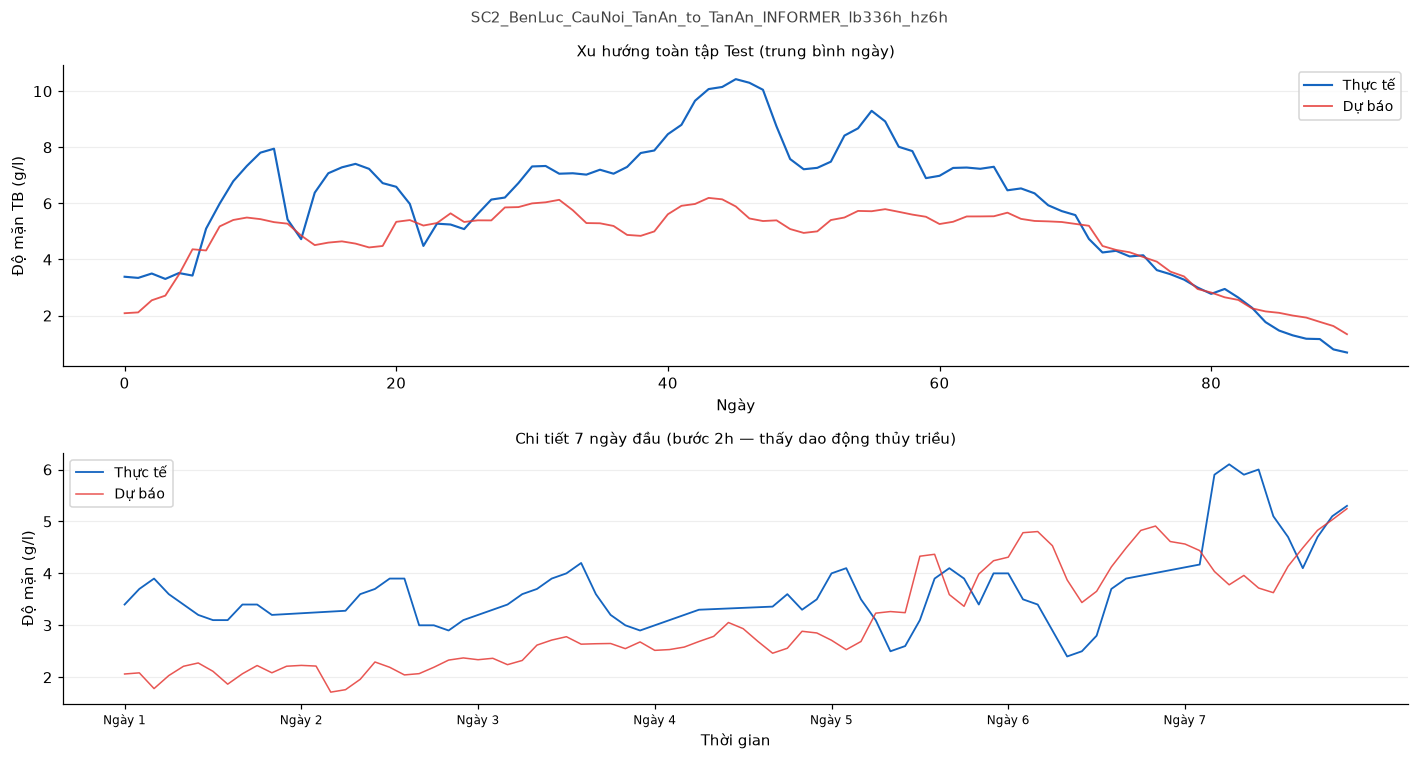 SC2_BenLuc_CauNoi_TanAn_to_TanAn_INFORMER_lb336h_hz6h
Xu hướng toàn tập Test (trung bình ngày)
Độ mặn TB (g/l)
10
8
6
4
2
Thực tế
Dự báo
0 20 40 60 80
Ngày
Chi tiết 7 ngày đầu (bước 2h — thấy dao động thủy triều)
Độ mặn (g/l)
6
5
4
3
2
Thực tế
Dự báo
Ngày 1 Ngày 2 Ngày 3 Ngày 4 Ngày 5 Ngày 6 Ngày 7
Thời gian